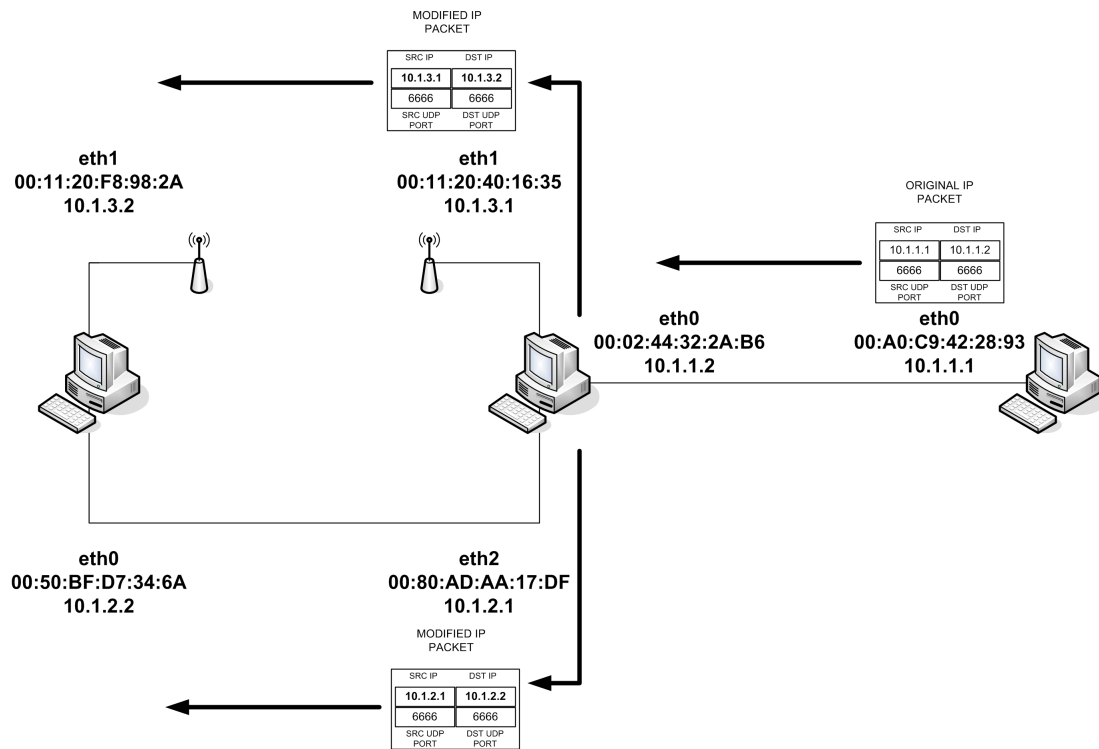 MODIFIED IP
PACKET
SRC IP DST IP
10.1.3.1 10.1.3.2
6666 6666
SRC UDP DST UDP
PORT PORT
eth1
00:11:20:F8:98:2A
10.1.3.2
eth1
00:11:20:40:16:35
10.1.3.1
ORIGINAL IP
PACKET
SRC IP DST IP
10.1.1.1 10.1.1.2
6666 6666
SRC UDP DST UDP
PORT PORT
eth0
00:02:44:32:2A:B6
10.1.1.2
eth0
00:A0:C9:42:28:93
10.1.1.1
eth0
00:50:BF:D7:34:6A
10.1.2.2
eth2
00:80:AD:AA:17:DF
10.1.2.1
MODIFIED IP
PACKET
SRC IP DST IP
10.1.2.1 10.1.2.2
6666 6666
SRC UDP DST UDP
PORT PORT